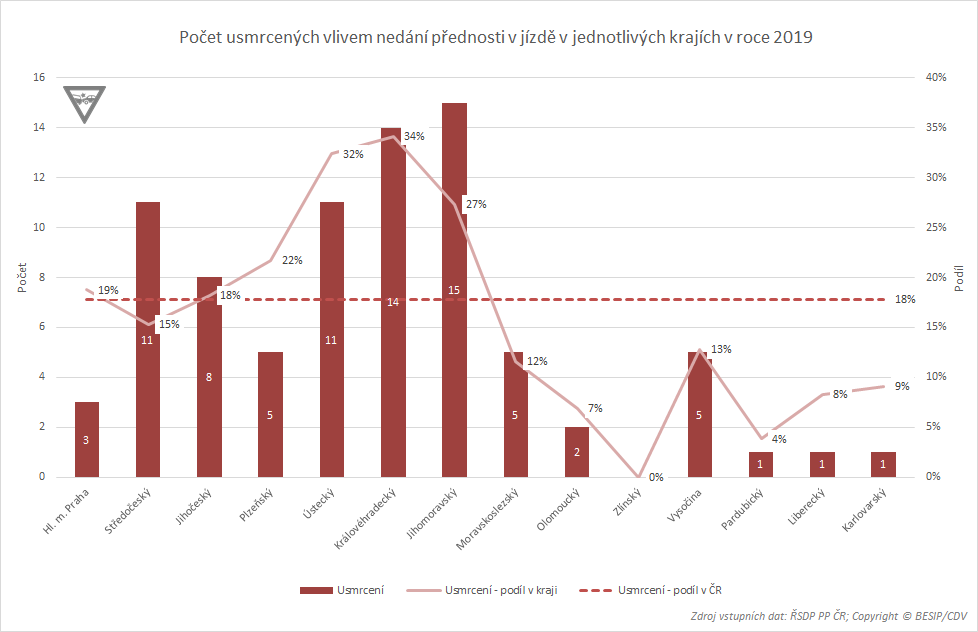 Počet usmrcených vlivem nedání přednosti v jízdě v jednotlivých krajích v roce 2019
16
14
12
10
8
6
4
2
0
Počet
40%
35%
30%
25%
20%
15%
10%
5%
0%
Podíl
3
11
8
5
11
14
15
5
2
5
1
1
1
19%
15%
18%
22%
32%
34%
27%
12%
7%
0%
13%
4%
8%
9%
18%
Hl. m. Praha
Středočeský
Jihočeský
Plzeňský
Ústecký
Královéhradecký
Jihomoravský
Moravskoslezský
Olomoucký
Zlínský
Vysočina
Pardubický
Liberecký
Karlovarský
Usmrcení
Usmrcení - podíl v kraji
Usmrcení - podíl v ČR
Zdroj vstupních dat: ŘSDP PP ČR; Copyright © BESIP/CDV